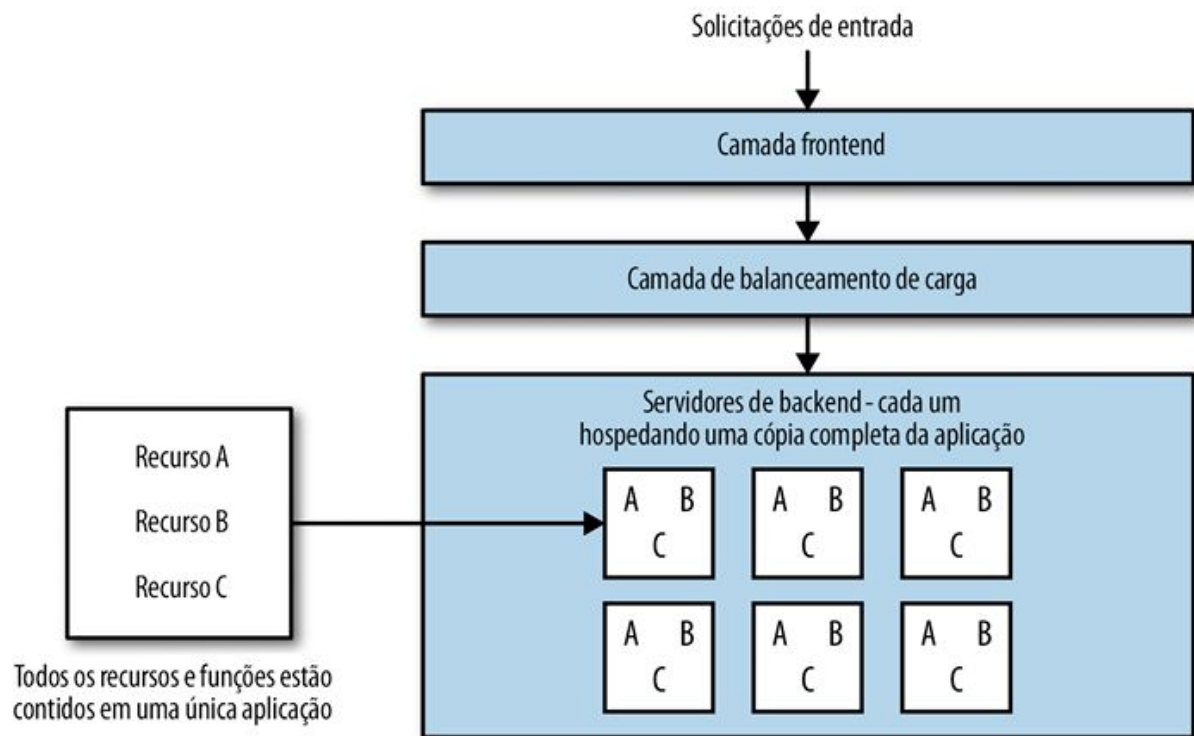 Solicitações de entrada
Camada frontend
Camada de balanceamento de carga
Servidores de backend - cada um
hospedando uma cópia completa da aplicação
Recurso A
Recurso B
Recurso C
Todos os recursos e funções estão
contidos em uma única aplicação
A B
C
A B
C
A B
C
A B
C
A B
C
A B
C